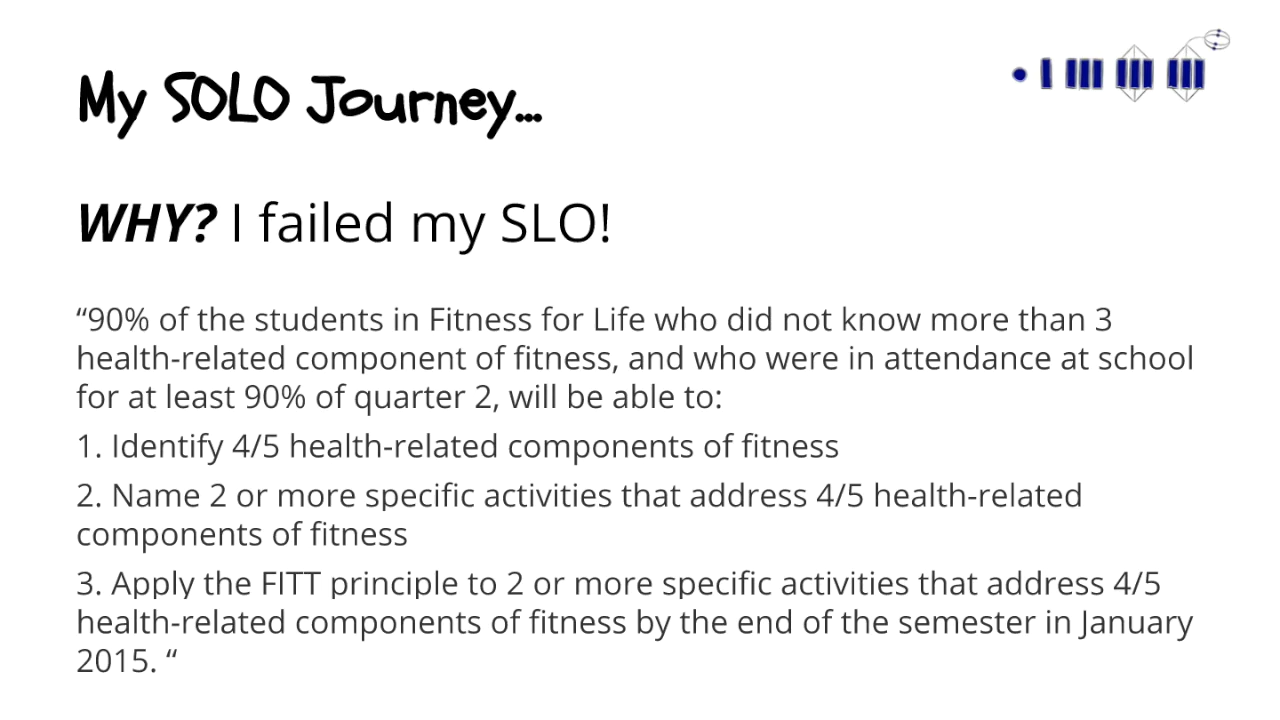 My SOLO Journey...
WHY? I failed my SLO!
“90% of the students in Fitness for Life who did not know more than 3
health-related component of fitness, and who were in attendance at school
for at least 90% of quarter 2, will be able to:
1. Identify 4/5 health-related components of fitness
2. Name 2 or more specific activities that address 4/5 health-related
components of fitness
3. Apply the FITT principle to 2 or more specific activities that address 4/5
health-related components of fitness by the end of the semester in January
2015. “